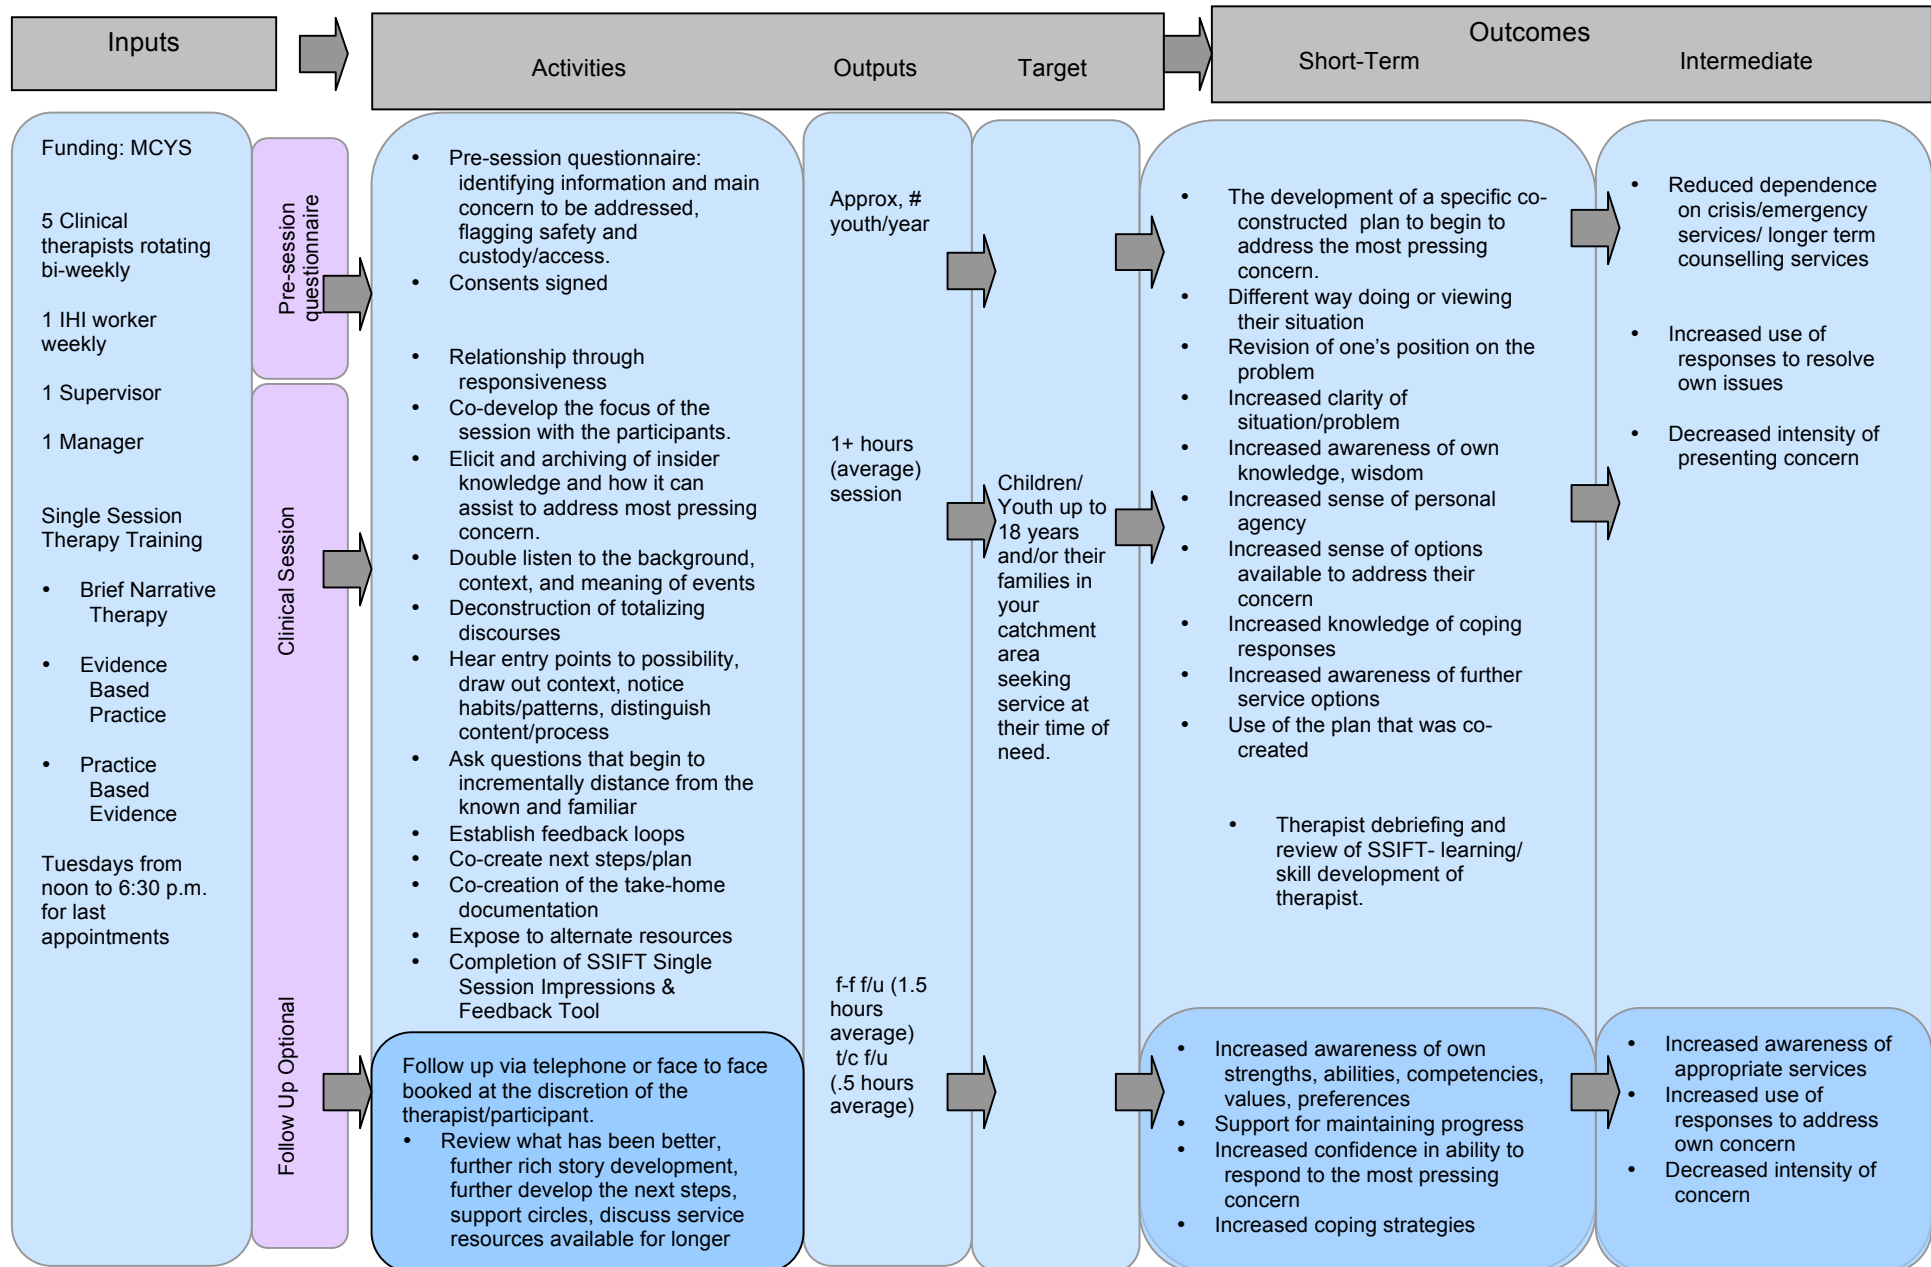 Inputs
Activities
Outputs
Target
Outcomes
Short-Term
Intermediate
Funding: MCYS
5 Clinical
therapists rotating
bi-weekly
1 IHI worker
weekly
1 Supervisor
1 Manager
Single Session
Therapy Training
• Brief Narrative
Therapy
• Evidence
Based
Practice
• Practice
Based
Evidence
Tuesdays from
noon to 6:30 p.m.
for last
appointments
Pre-session
questionnaire
Clinical Session
Follow Up Optional
• Pre-session questionnaire:
identifying information and main
concern to be addressed,
flagging safety and
custody/access.
• Consents signed
• Relationship through
responsiveness
• Co-develop the focus of the
session with the participants.
• Elicit and archiving of insider
knowledge and how it can
assist to address most pressing
concern.
• Double listen to the background,
context, and meaning of events
• Deconstruction of totalizing
discourses
• Hear entry points to possibility,
draw out context, notice
habits/patterns, distinguish
content/process
• Ask questions that begin to
incrementally distance from the
known and familiar
• Establish feedback loops
• Co-create next steps/plan
• Co-creation of the take-home
documentation
• Expose to alternate resources
• Completion of SSIFT Single
Session Impressions &
Feedback Tool
Follow up via telephone or face to face
booked at the discretion of the
therapist/participant.
• Review what has been better,
further rich story development,
further develop the next steps,
support circles, discuss service
resources available for longer
Approx, #
youth/year
1+ hours
(average)
session
f-f f/u (1.5
hours
average)
t/c f/u
(.5 hours
average)
Children/
Youth up to
18 years
and/or their
families in
your
catchment
area
seeking
service at
their time of
need.
• The development of a specific co-
constructed plan to begin to
address the most pressing
concern.
• Different way doing or viewing
their situation
• Revision of one's position on the
problem
• Increased clarity of
situation/problem
• Increased awareness of own
knowledge, wisdom
• Increased sense of personal
agency
• Increased sense of options
available to address their
concern
• Increased knowledge of coping
responses
• Increased awareness of further
service options
• Use of the plan that was co-
created
• Therapist debriefing and
review of SSIFT- learning/
skill development of
therapist.
• Increased awareness of own
strengths, abilities, competencies,
values, preferences
• Support for maintaining progress
• Increased confidence in ability to
respond to the most pressing
concern
• Increased coping strategies
• Reduced dependence
on crisis/emergency
services/ longer term
counselling services
• Increased use of
responses to resolve
own issues
• Decreased intensity of
presenting concern
• Increased awareness of
appropriate services
• Increased use of
responses to address
own concern
• Decreased intensity of
concern